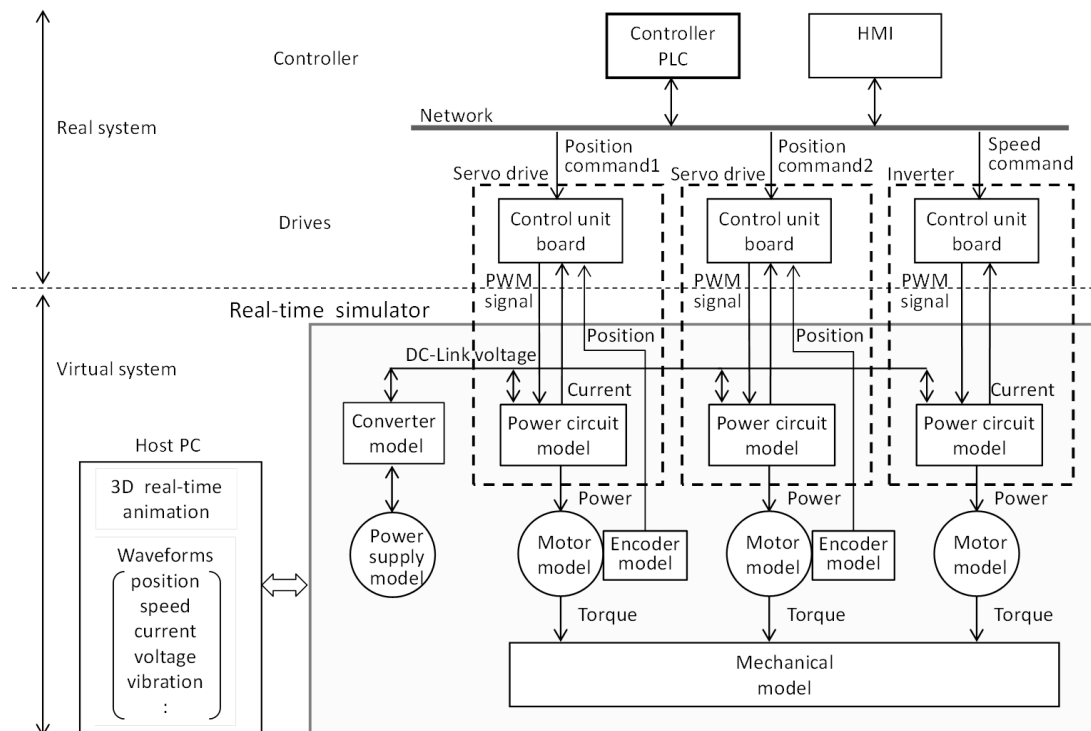 Controller
Controller
PLC
HMI
Real system
Network
Position
command1
Position
command2
Speed
command
Servo drive
Servo drive
Inverter
Drives
Control unit
board
Control unit
board
Control unit
board
PWM
signal
PWM
signal
PWM
signal
Real-time simulator
Position
Position
Virtual system
DC-Link voltage
Current
Current
Converter
model
Power circuit
model
Power circuit
model
Power circuit
model
Host PC
3D real-time
animation
Power
Power
Power
Power
supply
model
Motor
model
Encoder
model
Motor
model
Encoder
model
Motor
model
Waveforms
position
speed
current
voltage
vibration
:
Torque
Torque
Torque
Mechanical
model